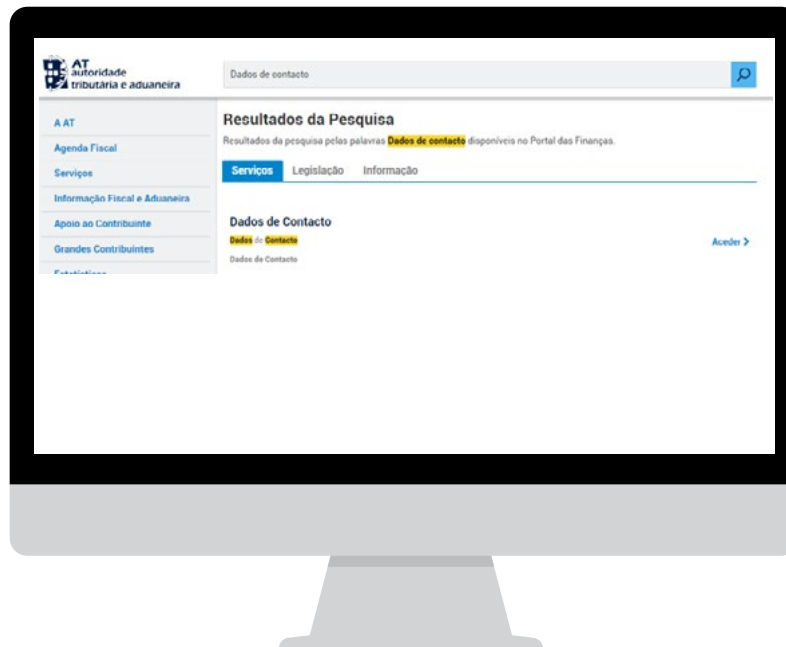 AT
autoridade
tributária e aduaneira
Dados de contacto
A AT
Agenda Fiscal
Serviços
Informação Fiscal e Aduaneira
Apoio ao Contribuinte
Grandes Contribuintes
Estatísticas
Resultados da Pesquisa
Resultados da pesquisa pelas palavras Dados de contacto disponíveis no Portal das Finanças.
Serviços Legislação Informação
Dados de Contacto
Dados de Contacto
Aceder
Dados de Contacto